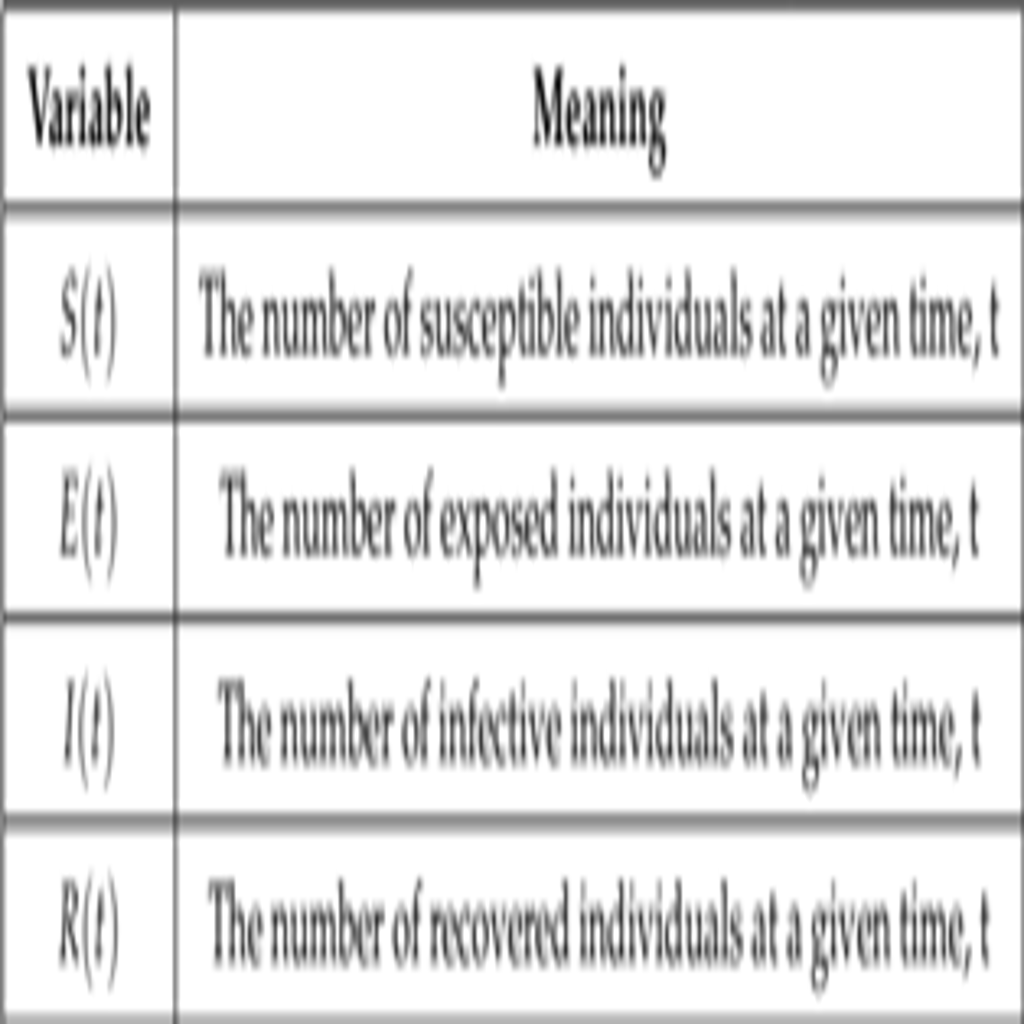 Variable Meaning
S(t) The number of susceptible individuals at a given time, t
E(t) The number of exposed individuals at a given time, t
I(t) The number of infective individuals at a given time, t
R(t) The number of recovered individuals at a given time, t